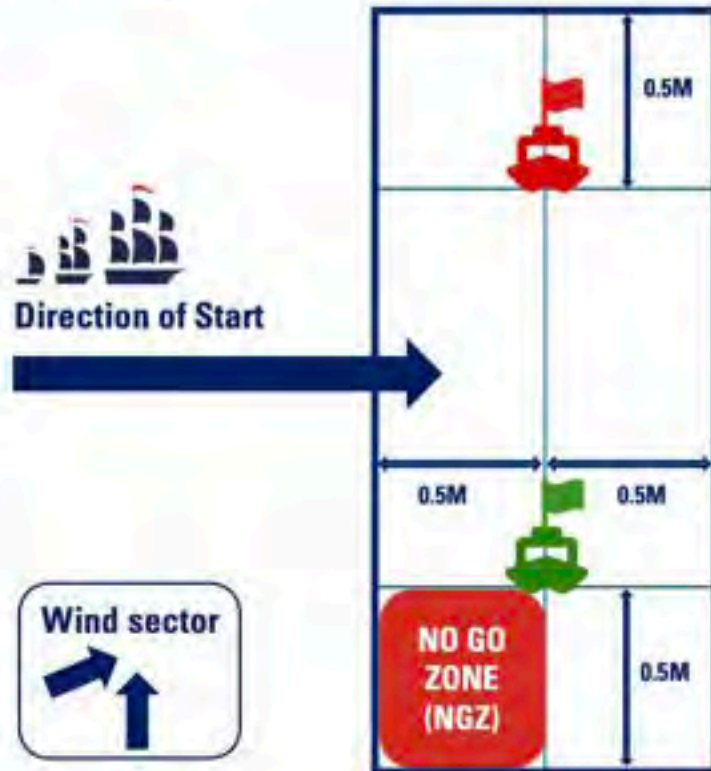 0.5M
Direction of Start
0.5M
0.5M
Wind sector
NO GO
ZONE
(NGZ)
0.5M